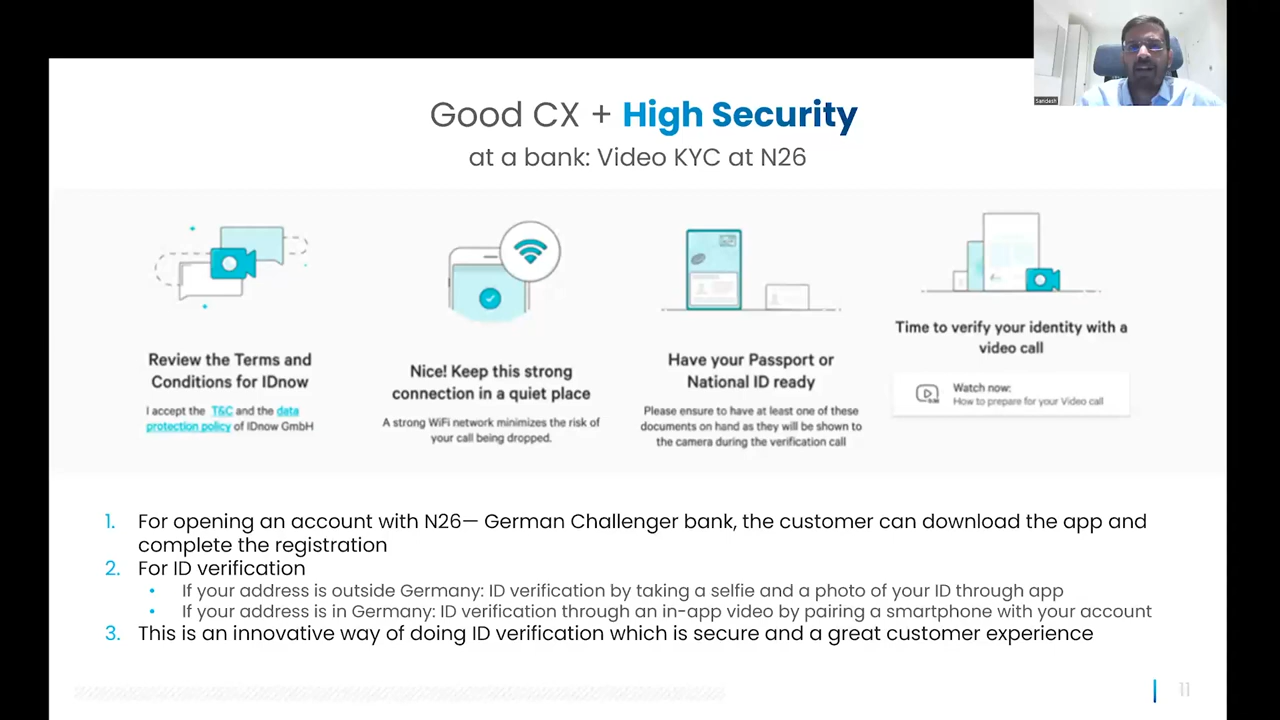 Sandesh
Good CX + High Security
at a bank: Video KYC at N26
Review the Terms and
Conditions for IDnow
I accept the T&C and the data
protection policy of IDnow GmbH
Nice! Keep this strong
connection in a quiet place
A strong WiFi network minimizes the risk of
your call being dropped.
Have your Passport or
National ID ready
Please ensure to have at least one of these
documents on hand as they will be shown to
the camera during the verification call
Time to verify your identity with a
video call
Watch now:
How to prepare for your Video call
1. For opening an account with N26— German Challenger bank, the customer can download the app and
complete the registration
2. For ID verification
• If your address is outside Germany: ID verification by taking a selfie and a photo of your ID through app
• If your address is in Germany: ID verification through an in-app video by pairing a smartphone with your account
3. This is an innovative way of doing ID verification which is secure and a great customer experience
11